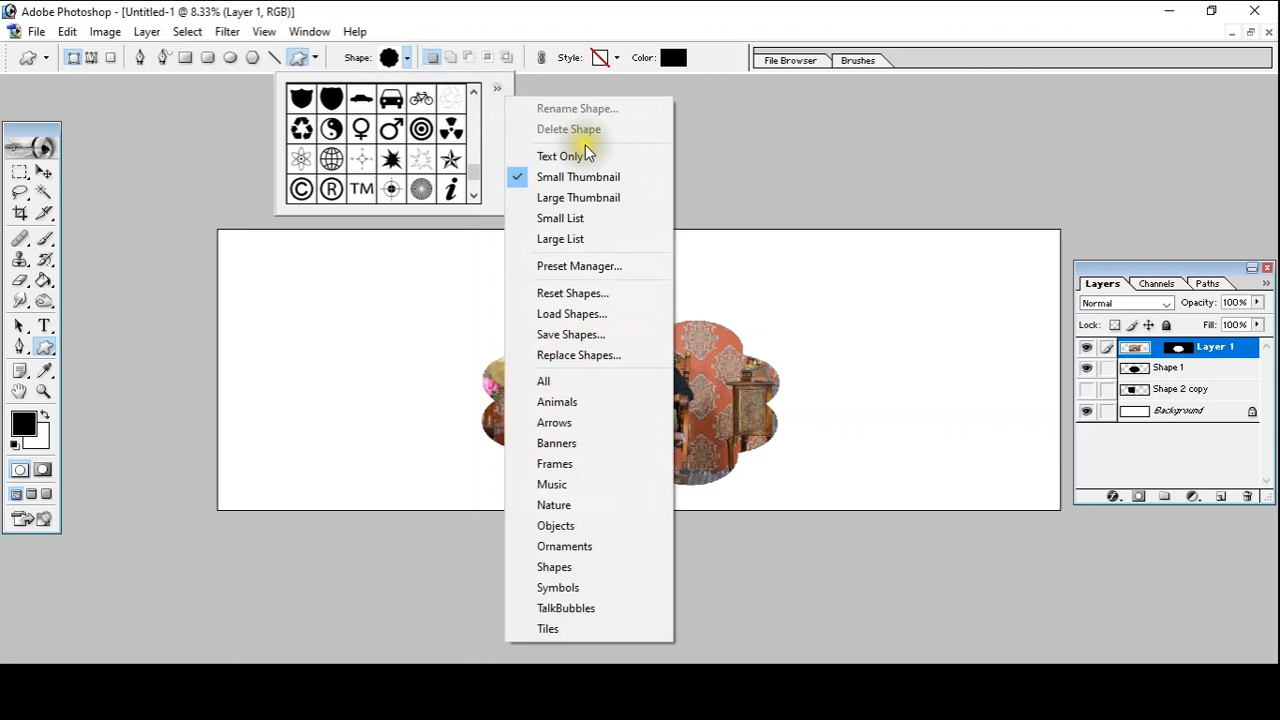 Adobe Photoshop - [Untitled-1 @ 8.33% (Layer 1, RGB)]
File Edit Image Layer Select Filter View Window Help
Shape: Style: Color: File Browser Brushes
Rename Shape...
Delete Shape
Text Only
Small Thumbnail
Large Thumbnail
Small List
Large List
Preset Manager...
Reset Shapes...
Load Shapes...
Save Shapes...
Replace Shapes...
All
Animals
Arrows
Banners
Frames
Music
Nature
Objects
Ornaments
Shapes
Symbols
TalkBubbles
Tiles
© ® TM i
T
Layers Channels Paths
Normal Opacity: 100%
Lock: Fill: 100%
Layer 1
Shape 1
Shape 2 copy
Background